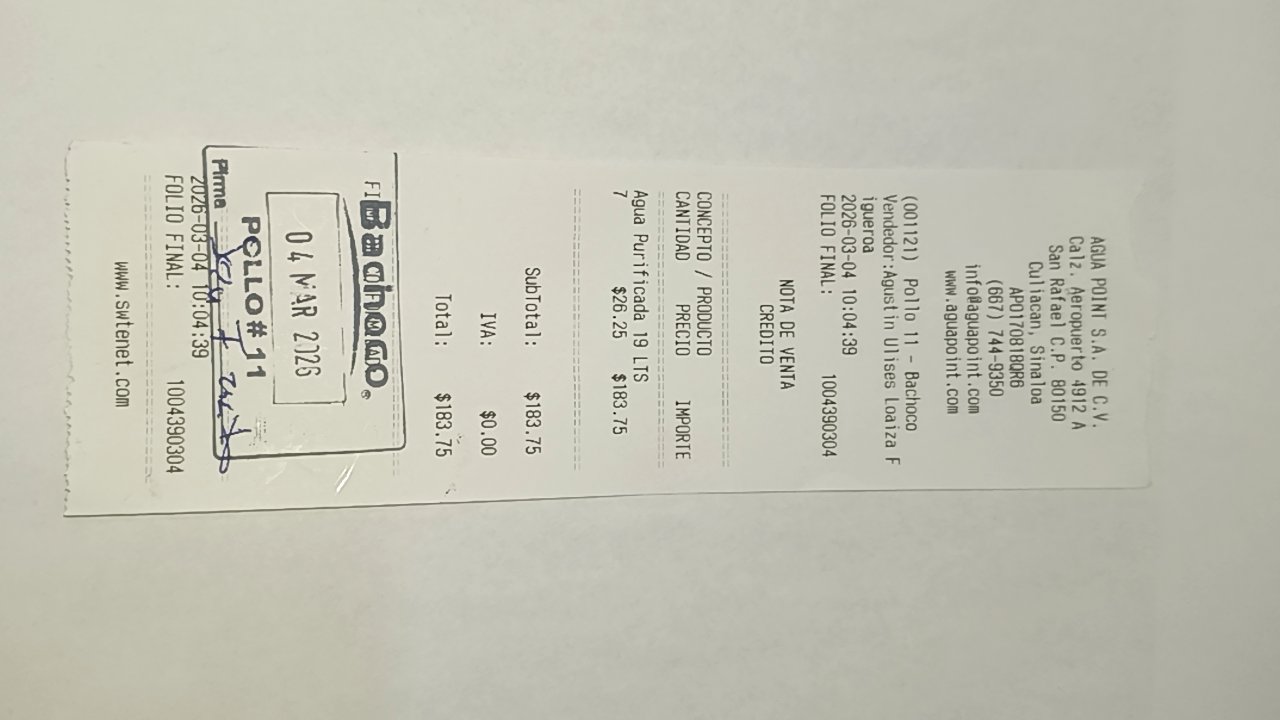 AGUA POINT S.A. DE C.V.
Calz. Aeropuerto 4912 A
San Rafael C.P. 80150
Culiacan, Sinaloa
APO170818QR6
(667) 744-9350
info@aguapoint.com
www.aguapoint.com
(001121) Pollo 11 - Bachoco
Vendedor:Agustin Ulises Loaiza F
igueroa
2026-03-04 10:04:39
FOLIO FINAL: 1004390304
NOTA DE VENTA
CREDITO
CONCEPTO / PRODUCTO
CANTIDAD PRECIO IMPORTE
Agua Purificada 19 LTS
7 $26.25 $183.75
SubTotal: $183.75
IVA: $0.00
Total: $183.75
Bachoco®
04 MAR 2026
POLLO # 11
Firma
2026-03-04 10:04:39
FOLIO FINAL: 1004390304
www.swtenet.com